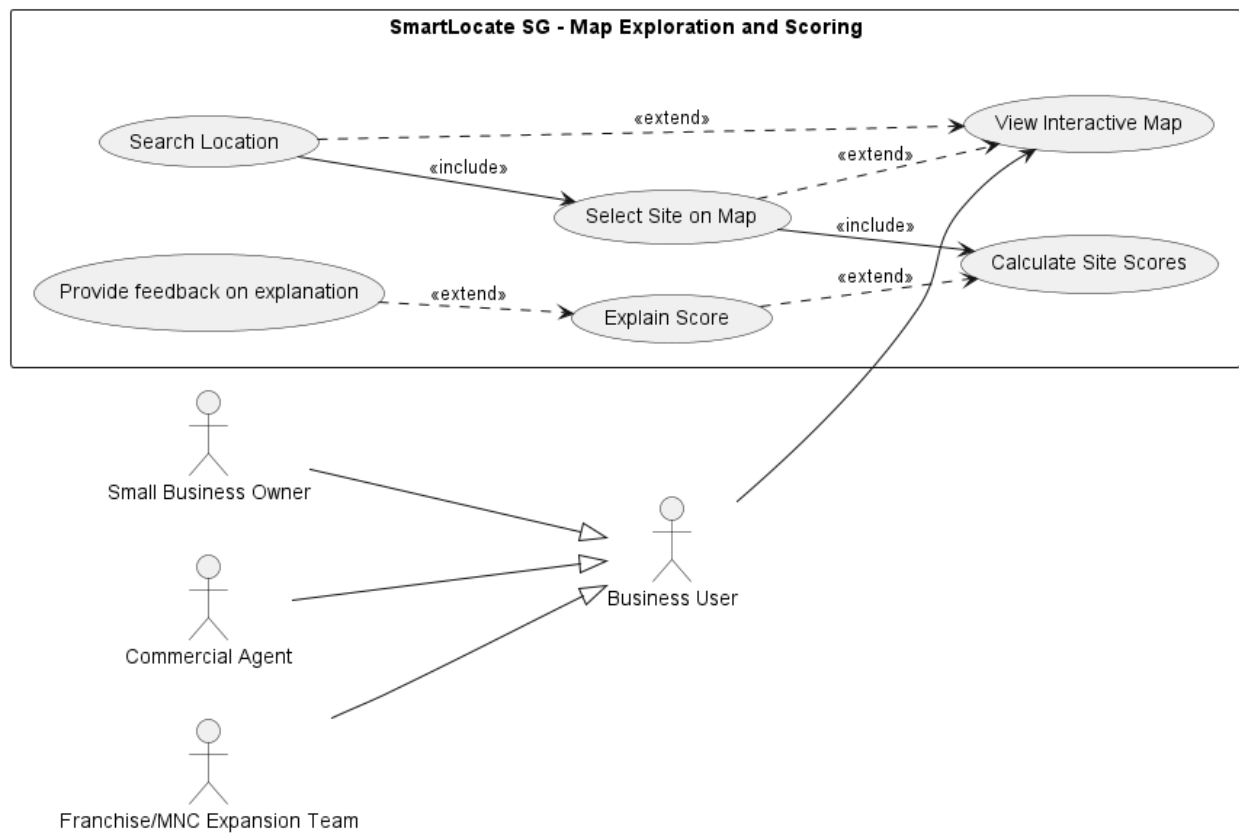 SmartLocate SG - Map Exploration and Scoring
Search Location
«extend»
View Interactive Map
«include»
«extend»
Select Site on Map
«include»
Calculate Site Scores
Provide feedback on explanation
«extend»
Explain Score
«extend»
Small Business Owner
Business User
Commercial Agent
Franchise/MNC Expansion Team